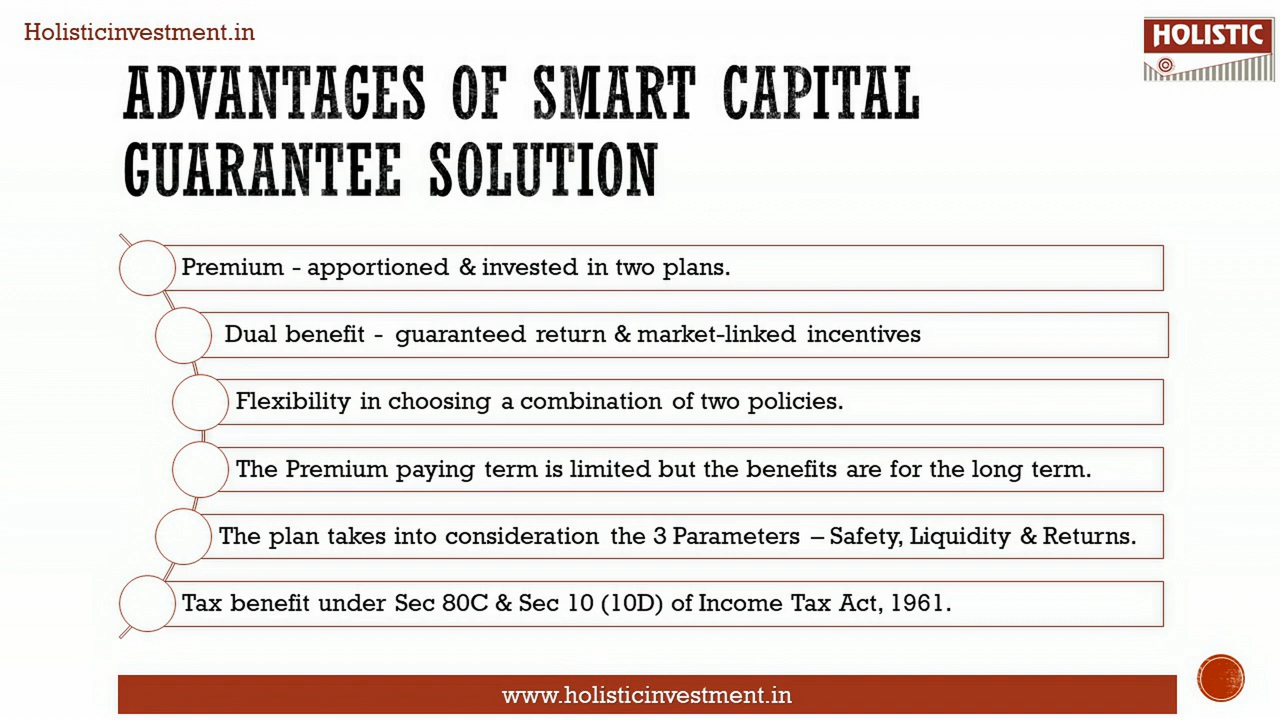 Holisticinvestment.in
HOLISTIC
ADVANTAGES OF SMART CAPITAL
GUARANTEE SOLUTION
Premium - apportioned & invested in two plans.
Dual benefit - guaranteed return & market-linked incentives
Flexibility in choosing a combination of two policies.
The Premium paying term is limited but the benefits are for the long term.
The plan takes into consideration the 3 Parameters – Safety, Liquidity & Returns.
Tax benefit under Sec 80C & Sec 10 (10D) of Income Tax Act, 1961.
www.holisticinvestment.in